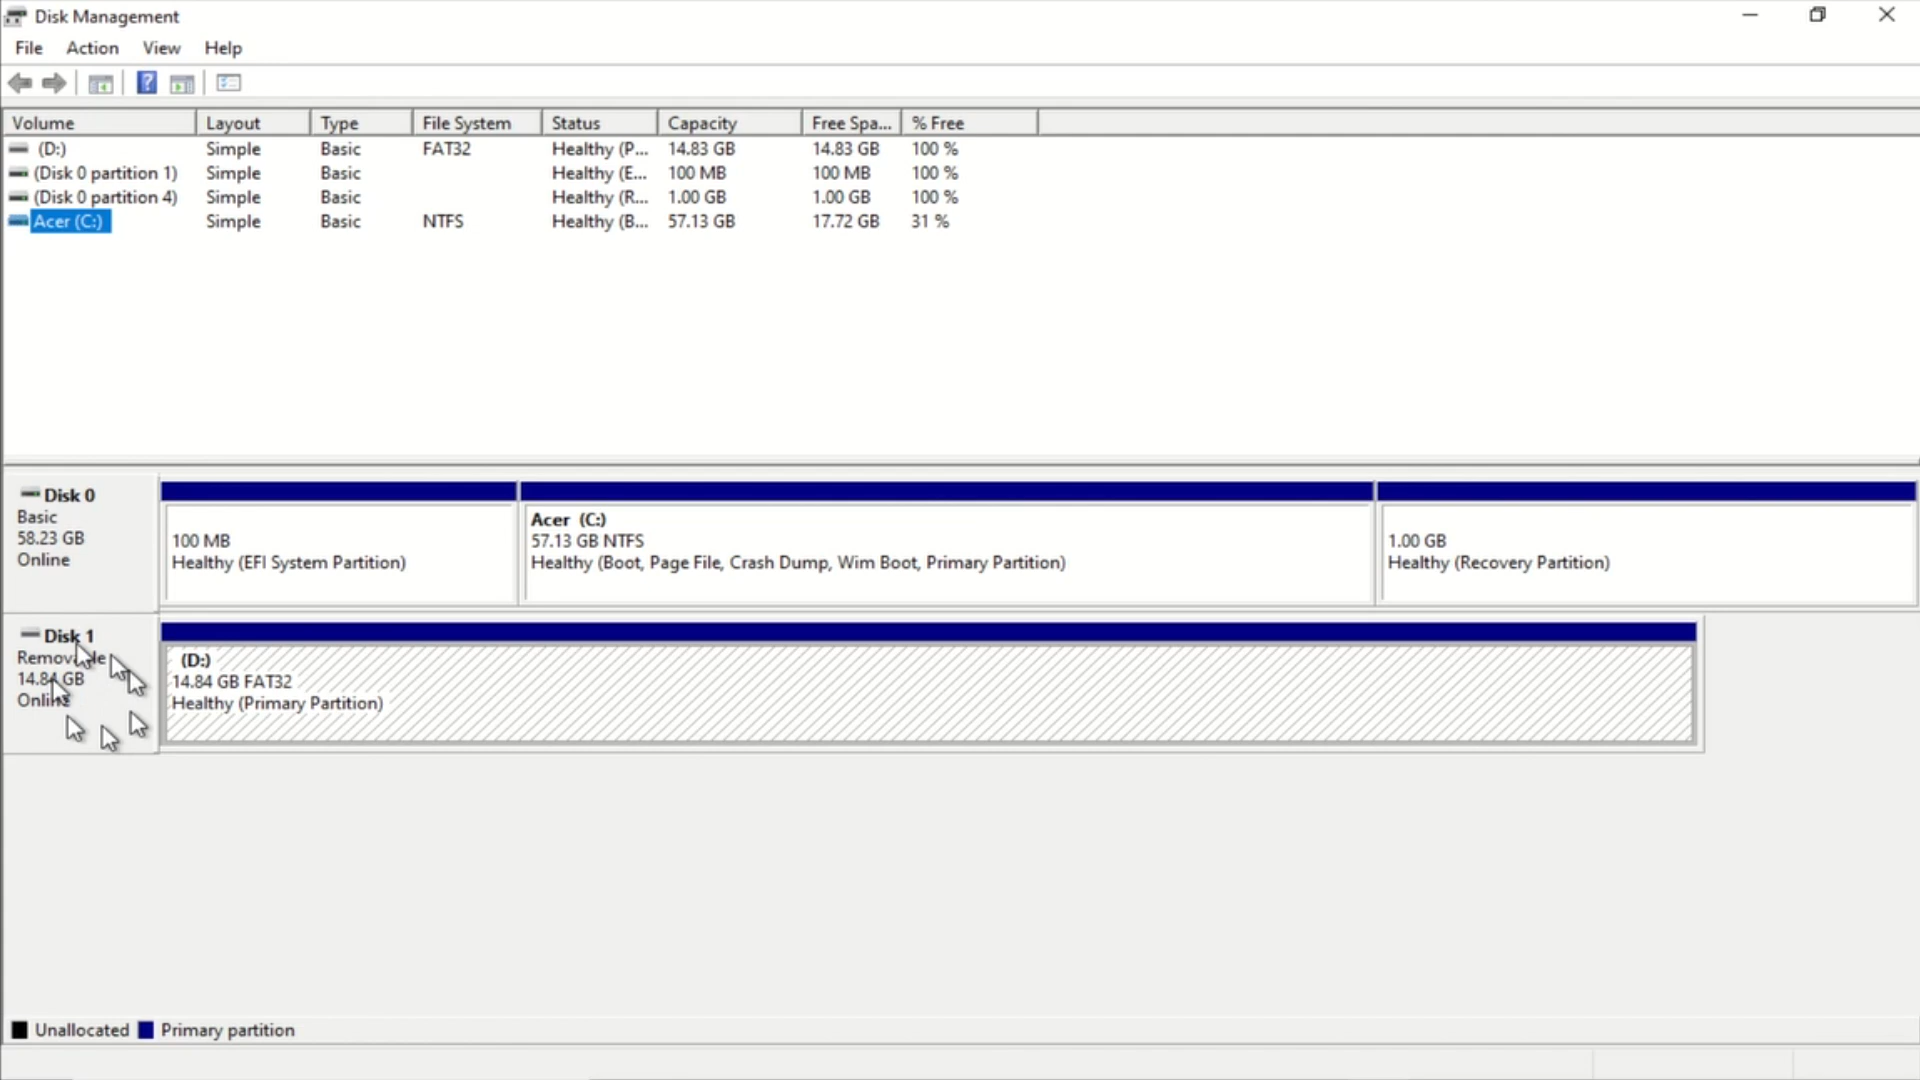 Disk Management
File Action View Help
Volume Layout Type File System Status Capacity Free Spa... % Free
(D:) Simple Basic FAT32 Healthy (P... 14.83 GB 14.83 GB 100 %
(Disk 0 partition 1) Simple Basic Healthy (E... 100 MB 100 MB 100 %
(Disk 0 partition 4) Simple Basic Healthy (R... 1.00 GB 1.00 GB 100 %
Acer (C:) Simple Basic NTFS Healthy (B... 57.13 GB 17.72 GB 31 %
Disk 0
Basic
58.23 GB
Online
100 MB
Healthy (EFI System Partition)
Acer (C:)
57.13 GB NTFS
Healthy (Boot, Page File, Crash Dump, Wim Boot, Primary Partition)
1.00 GB
Healthy (Recovery Partition)
Disk 1
Removable
14.84 GB
Online
(D:)
14.84 GB FAT32
Healthy (Primary Partition)
Unallocated Primary partition